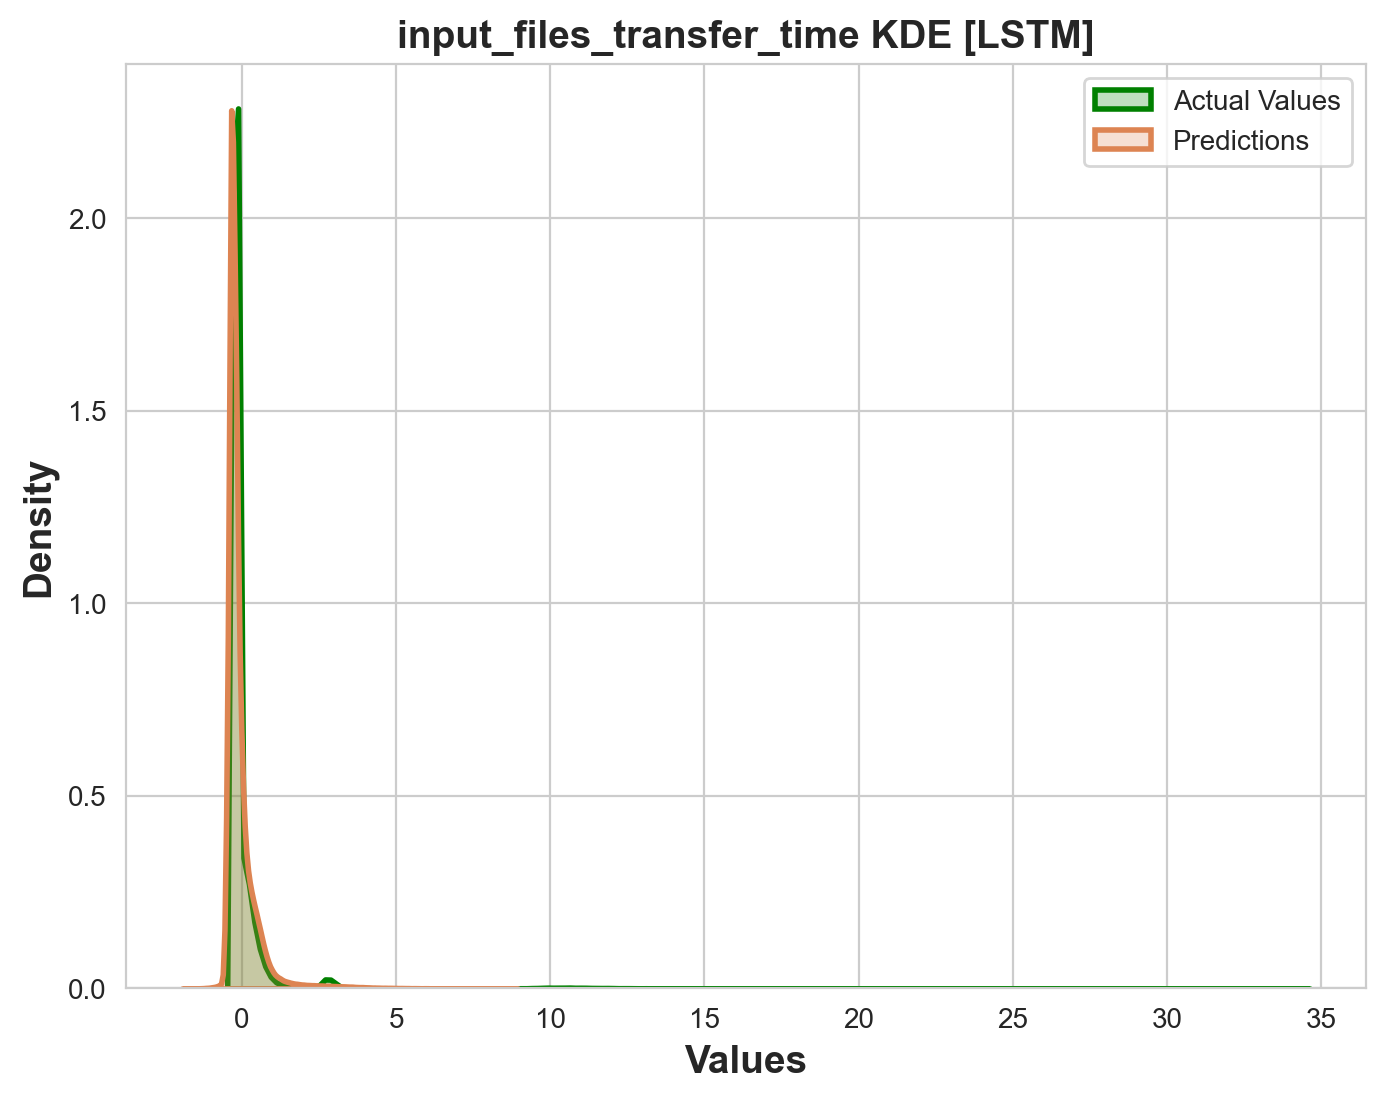 input_files_transfer_time KDE [LSTM]
Actual Values
Predictions
Density
2.0
1.5
1.0
0.5
0.0
0 5 10 15 20 25 30 35
Values